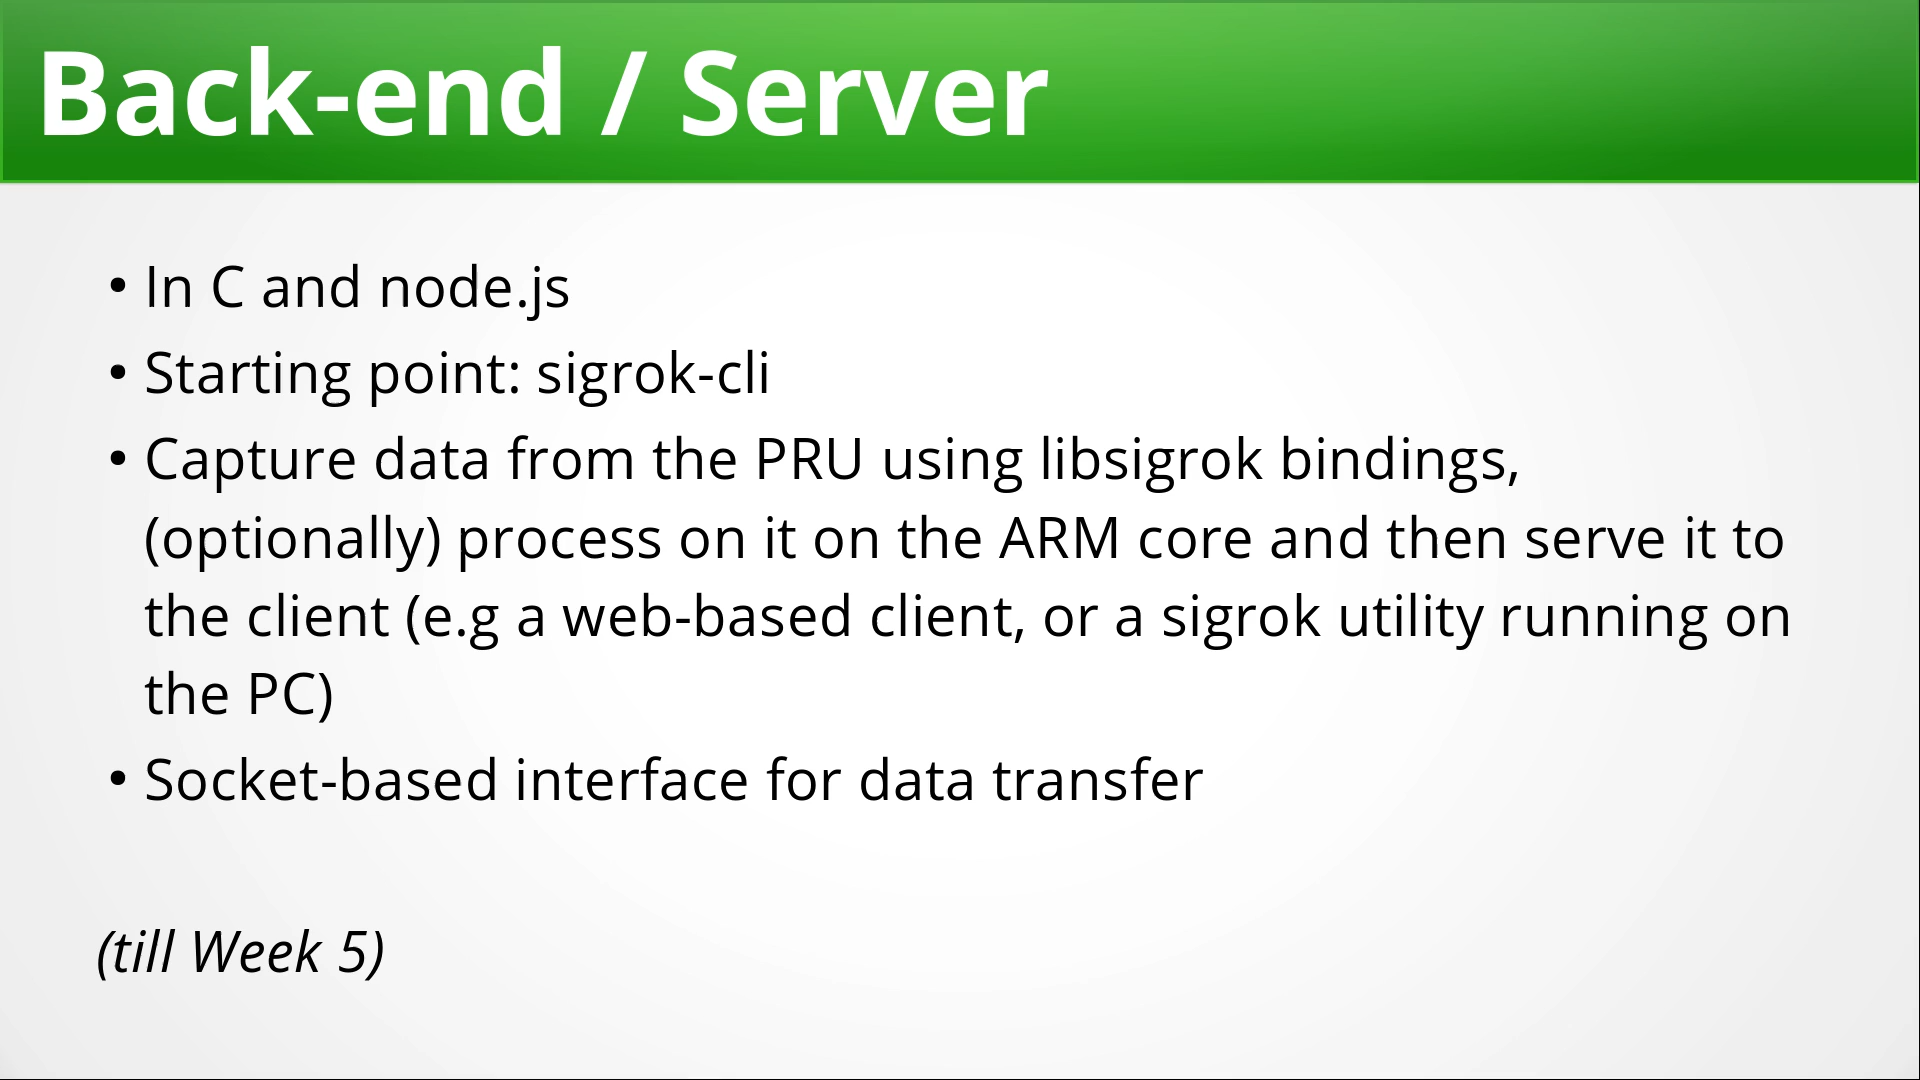 Back-end / Server
• In C and node.js
• Starting point: sigrok-cli
• Capture data from the PRU using libsigrok bindings,
(optionally) process on it on the ARM core and then serve it to
the client (e.g a web-based client, or a sigrok utility running on
the PC)
• Socket-based interface for data transfer
(till Week 5)